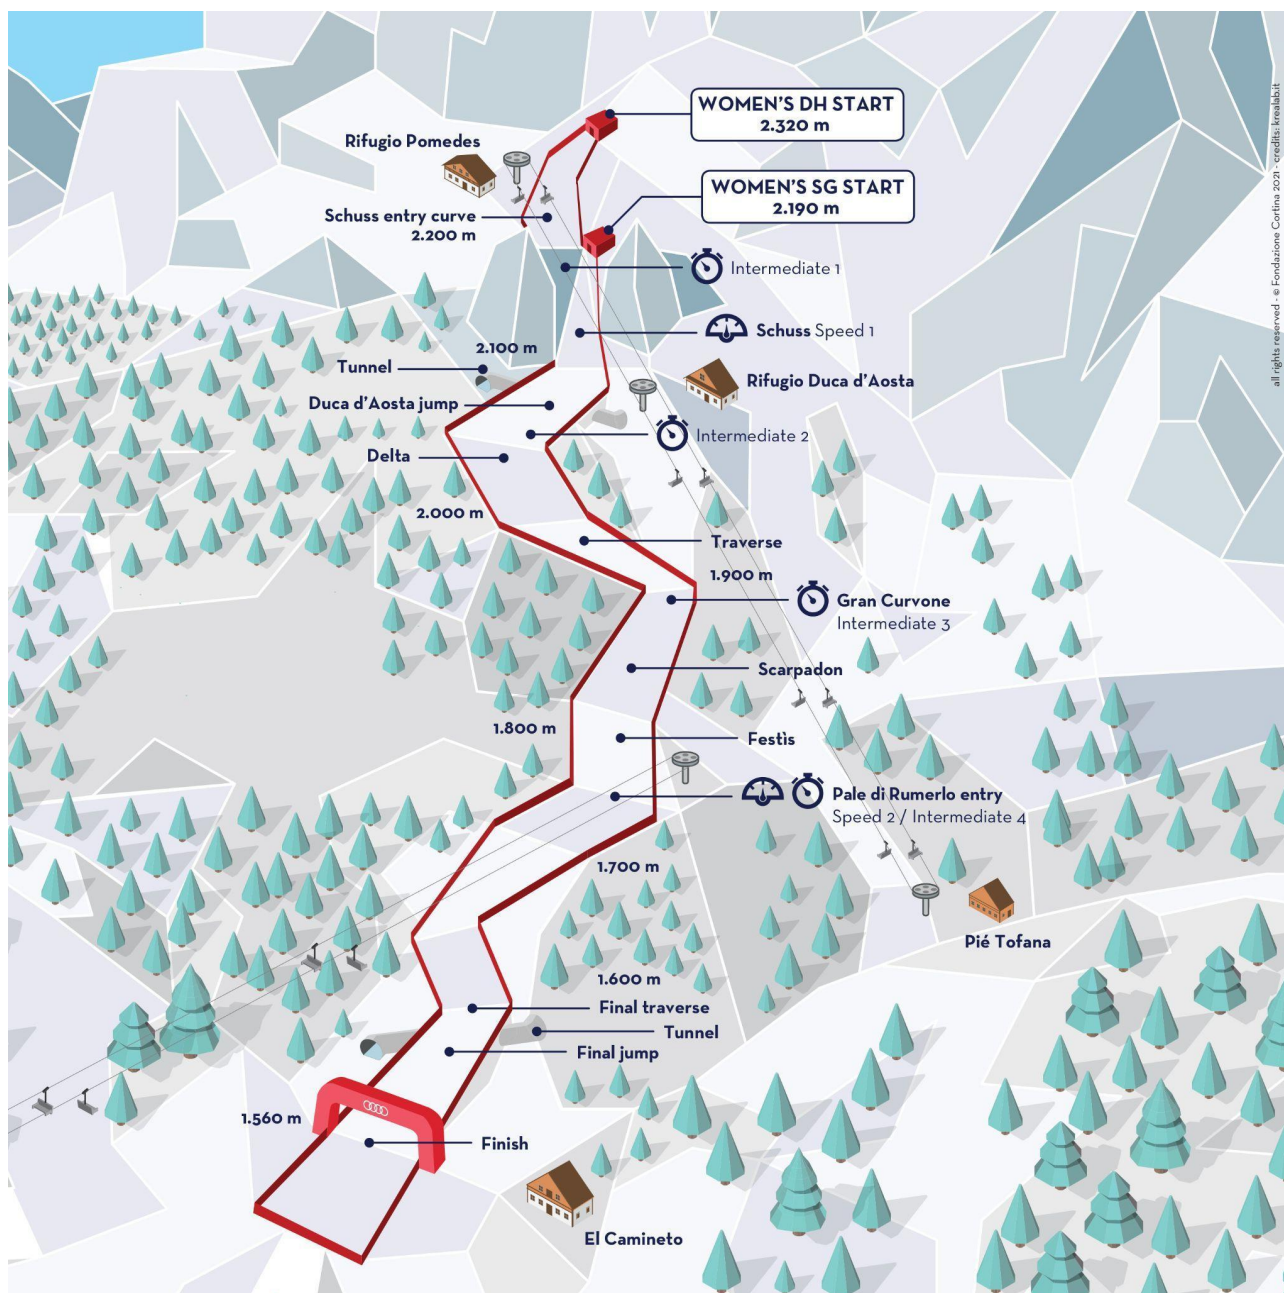 WOMEN'S DH START
2.320 m
Rifugio Pomedes
WOMEN'S SG START
2.190 m
Schuss entry curve
2.200 m
Intermediate 1
Schuss Speed 1
2.100 m
Tunnel
Rifugio Duca d'Aosta
Duca d'Aosta jump
Intermediate 2
Delta
2.000 m
Traverse
1.900 m
Gran Curvone
Intermediate 3
Scarpadon
1.800 m
Festìs
Pale di Rumerlo entry
Speed 2 / Intermediate 4
1.700 m
Pié Tofana
1.600 m
Final traverse
Tunnel
Final jump
1.560 m
Finish
El Camineto
all rights reserved - © Fondazione Cortina 2021 - credits: krealab.it